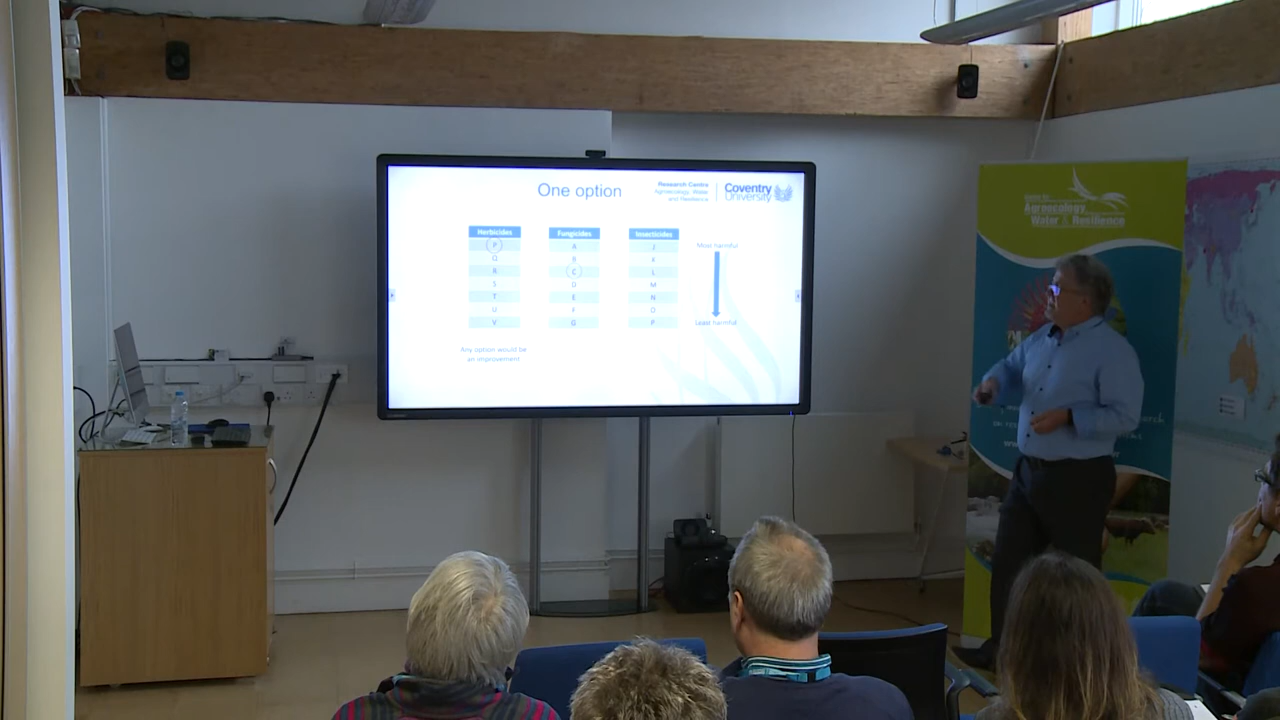 One option
Research Centre
Agroecology, Water
and Resilience
Coventry
University
Herbicides
P
Q
R
S
T
U
V
Fungicides
A
B
C
D
E
F
G
Insecticides
J
K
L
M
N
O
P
Most harmful
Least harmful
Any option would be
an improvement
Agroecology
Water & Resilience